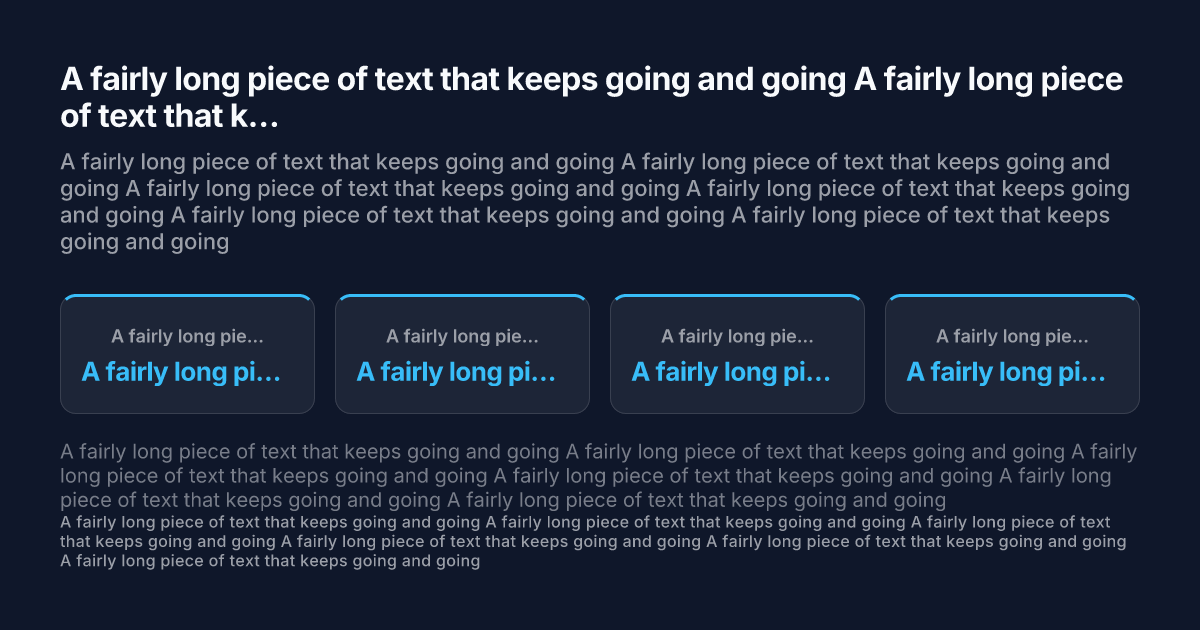 A fairly long piece of text that keeps going and going A fairly long piece
of text that k...
A fairly long piece of text that keeps going and going A fairly long piece of text that keeps going and
going A fairly long piece of text that keeps going and going A fairly long piece of text that keeps going
and going A fairly long piece of text that keeps going and going A fairly long piece of text that keeps
going and going
A fairly long pie...
A fairly long pi...
A fairly long pie...
A fairly long pi...
A fairly long pie...
A fairly long pi...
A fairly long pie...
A fairly long pi...
A fairly long piece of text that keeps going and going A fairly long piece of text that keeps going and going A fairly
long piece of text that keeps going and going A fairly long piece of text that keeps going and going A fairly long
piece of text that keeps going and going A fairly long piece of text that keeps going and going
A fairly long piece of text that keeps going and going A fairly long piece of text that keeps going and going A fairly long piece of text
that keeps going and going A fairly long piece of text that keeps going and going A fairly long piece of text that keeps going and going
A fairly long piece of text that keeps going and going